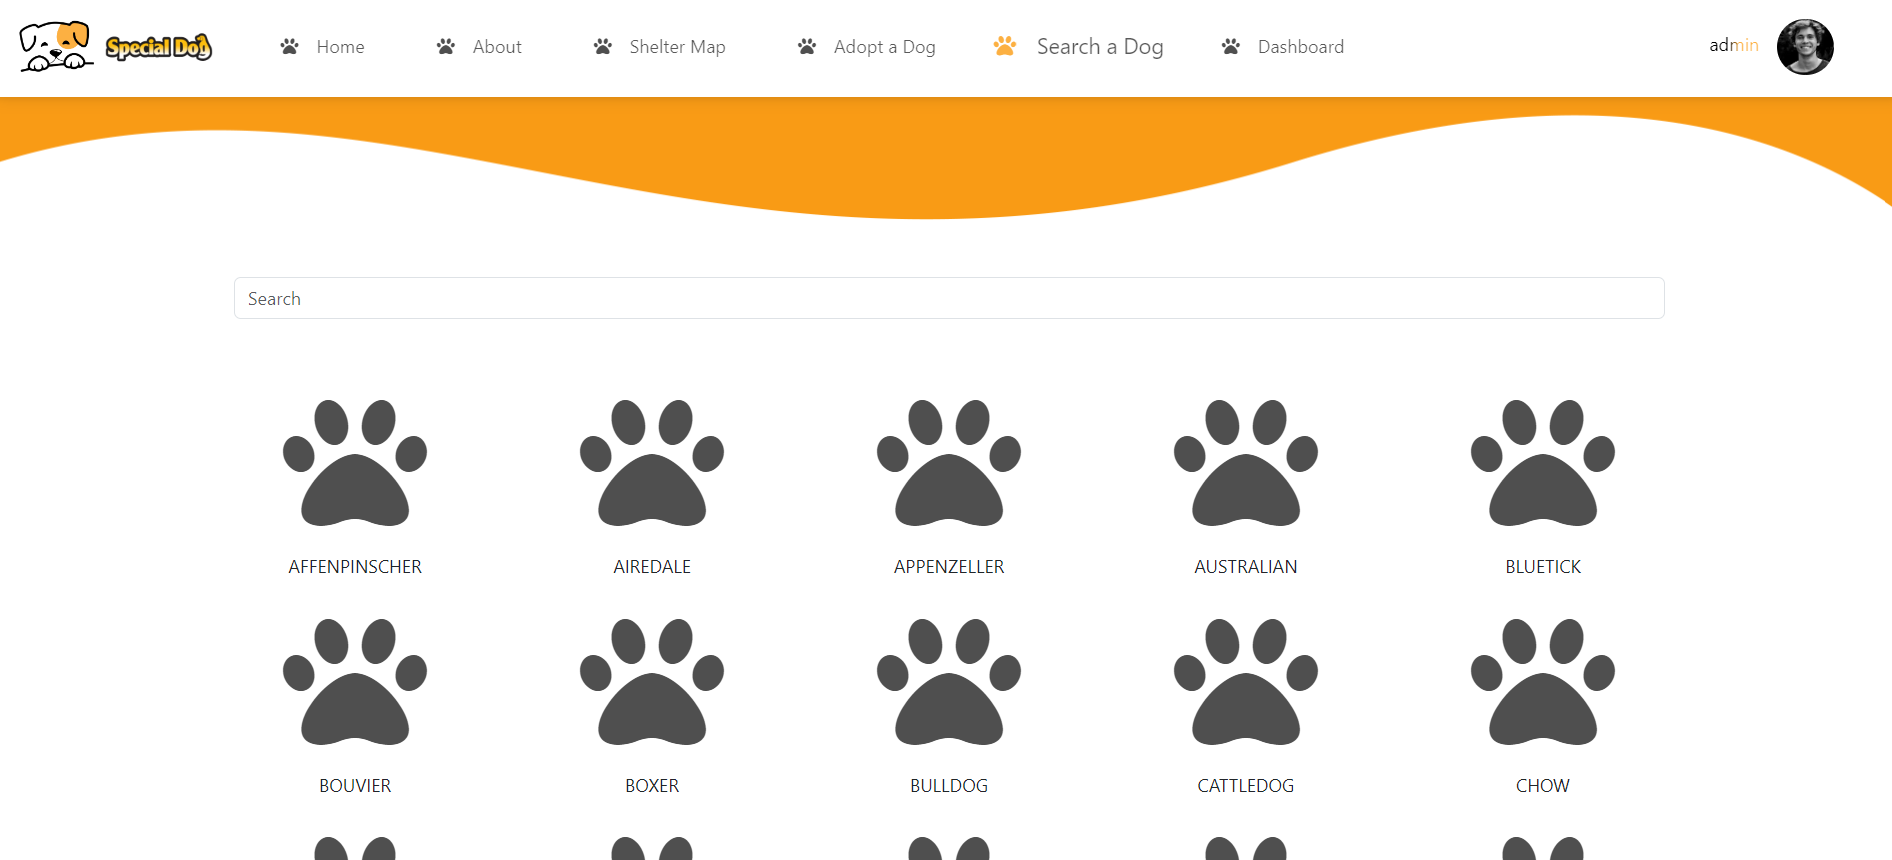 Special Dog
Home
About
Shelter Map
Adopt a Dog
Search a Dog
Dashboard
admin
Search
AFFENPINSCHER
AIREDALE
APPENZELLER
AUSTRALIAN
BLUETICK
BOUVIER
BOXER
BULLDOG
CATTLEDOG
CHOW